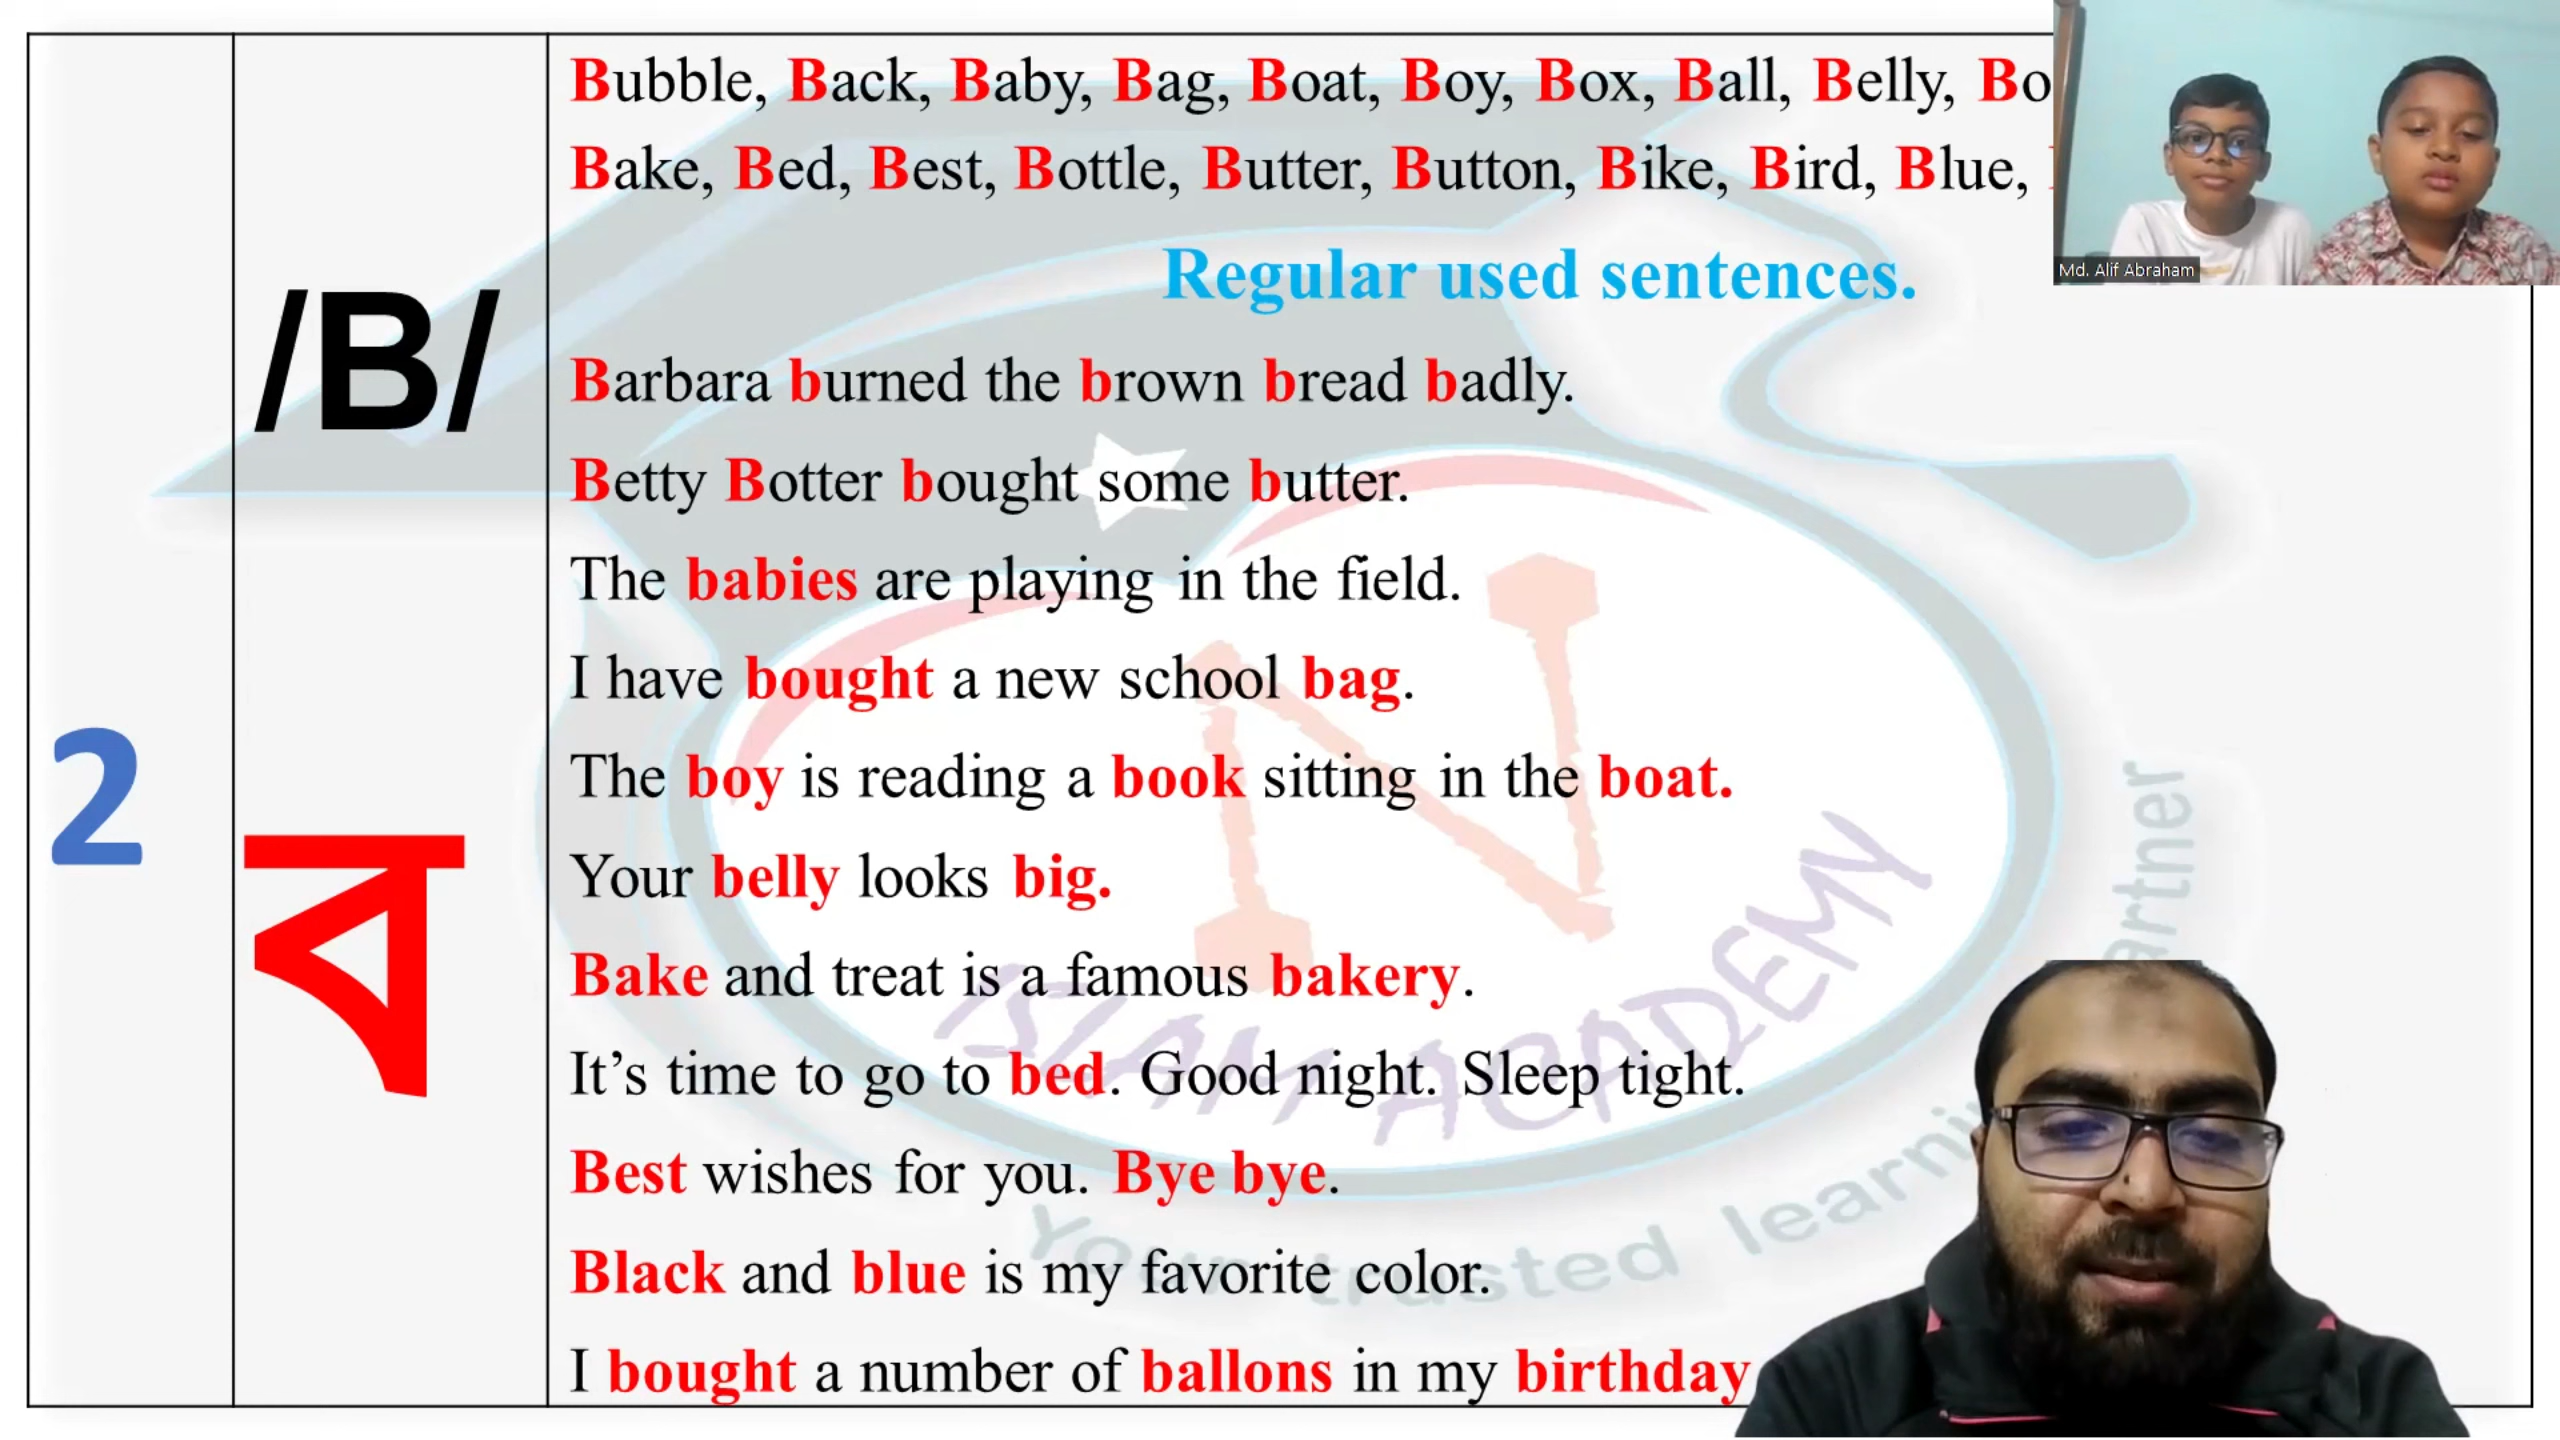 Bubble, Back, Baby, Bag, Boat, Boy, Box, Ball, Belly,
Bake, Bed, Best, Bottle, Butter, Button, Bike, Bird, Blue,
Md. Alif Abraham
Regular used sentences.
/B/
Barbara burned the brown bread badly.
Betty Botter bought some butter.
The babies are playing in the field.
I have bought a new school bag.
2
ব
The boy is reading a book sitting in the boat.
Your belly looks big.
Bake and treat is a famous bakery.
It’s time to go to bed. Good night. Sleep tight.
Best wishes for you. Bye bye.
Black and blue is my favorite color.
I bought a number of ballons in my birthday
N
ISLAM ACADEMY
Your trusted